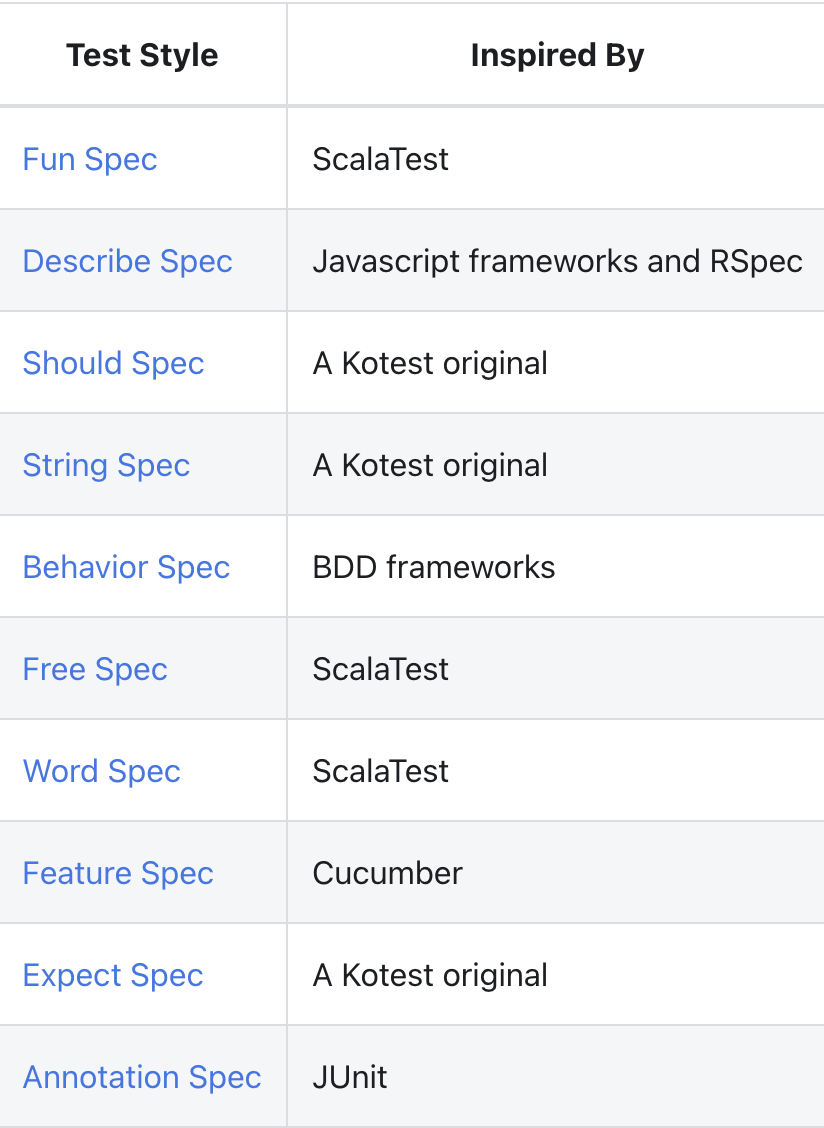 Test Style Inspired By
Fun Spec ScalaTest
Describe Spec Javascript frameworks and RSpec
Should Spec A Kotest original
String Spec A Kotest original
Behavior Spec BDD frameworks
Free Spec ScalaTest
Word Spec ScalaTest
Feature Spec Cucumber
Expect Spec A Kotest original
Annotation Spec JUnit